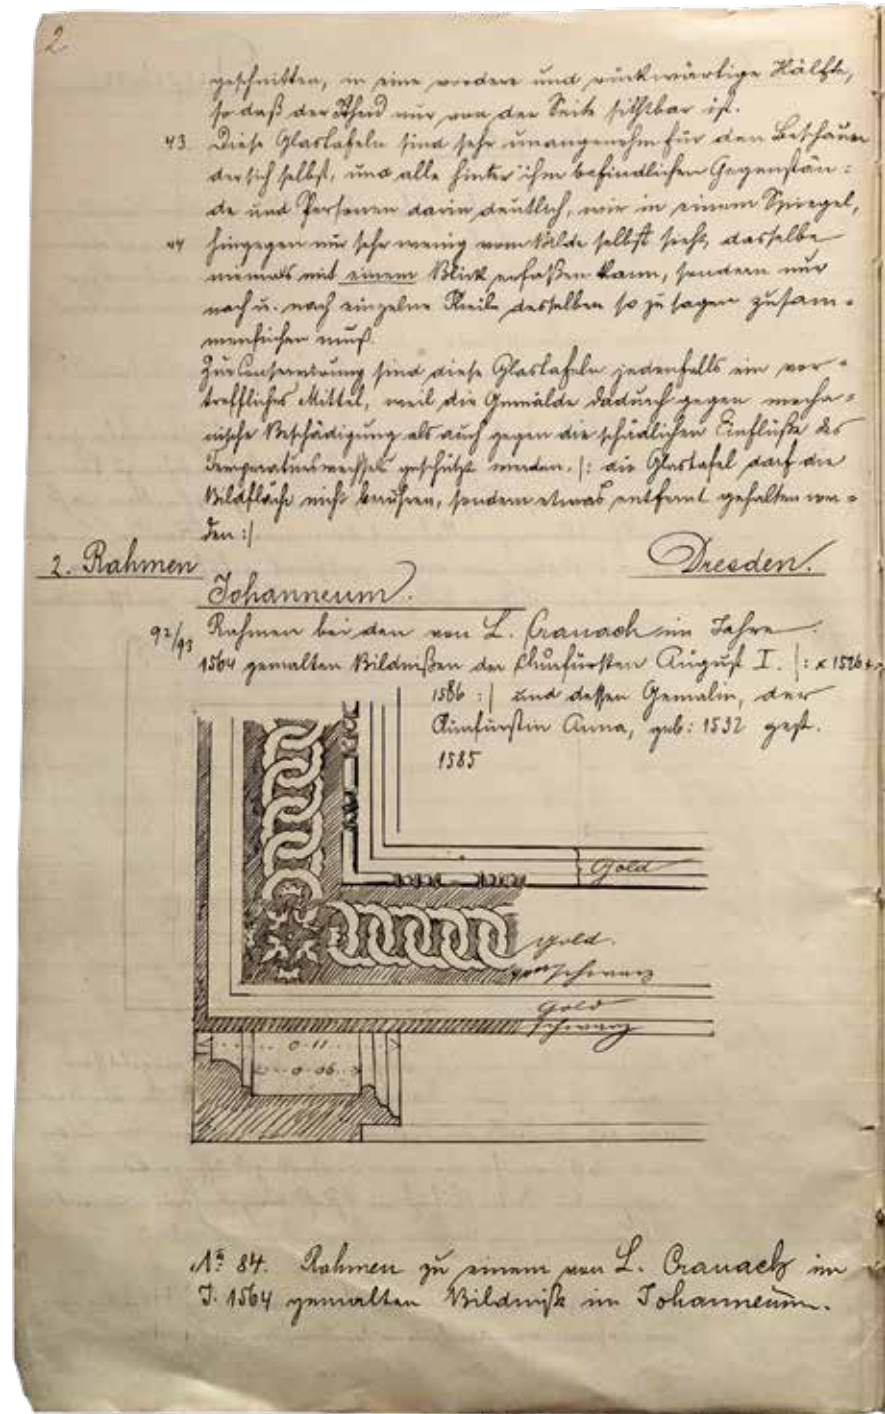 2
geschnitten, in eine vordere und rückwärtige Hälfte,
so daß der nur von der Seite sichtbar ist.
43 Diese Glastafeln sind sehr unangenehm für den Beschauer
der sich selbst, und alle hinter ihm befindlichen Gegenstän:
de und Personen darin deutlich, wie in einem Spiegel,
44 hingegen nur sehr wenig vom Bilde selbst sieht, dasselbe
niemals mit einem Blick erfaßen kann, sondern nur
nach u. nach einzelne Theile desselben so zu sagen zusam=
mensuchen muß.
Zur Conservirung sind diese Glastafeln jedenfalls ein vor=
treffliches Mittel, weil die Gemälde dadurch gegen mecha=
nische Beschädigung als auch gegen die schädlichen Einflüße des
Temperaturwechsels geschützt werden. |: die Glastafel darf die
Bildfläche nicht berühren, sondern etwas entfernt gehalten wer=
den :|
2. Rahmen Dresden.
Johanneum.
92/93 Rahmen bei den von L. Cranach im Jahre
1564 gemalten Bildnißen des Churfürsten August I. |: x 1526 +
1586 :| und dessen Gemalin, der
Kurfürstin Anna, geb: 1532 gest.
1585
Gold
gold
schwarz
gold
schwarz
0·11
0·06
No 84. Rahmen zu einem von L. Cranach im
J. 1564 gemalten Bildniß im Johanneum.